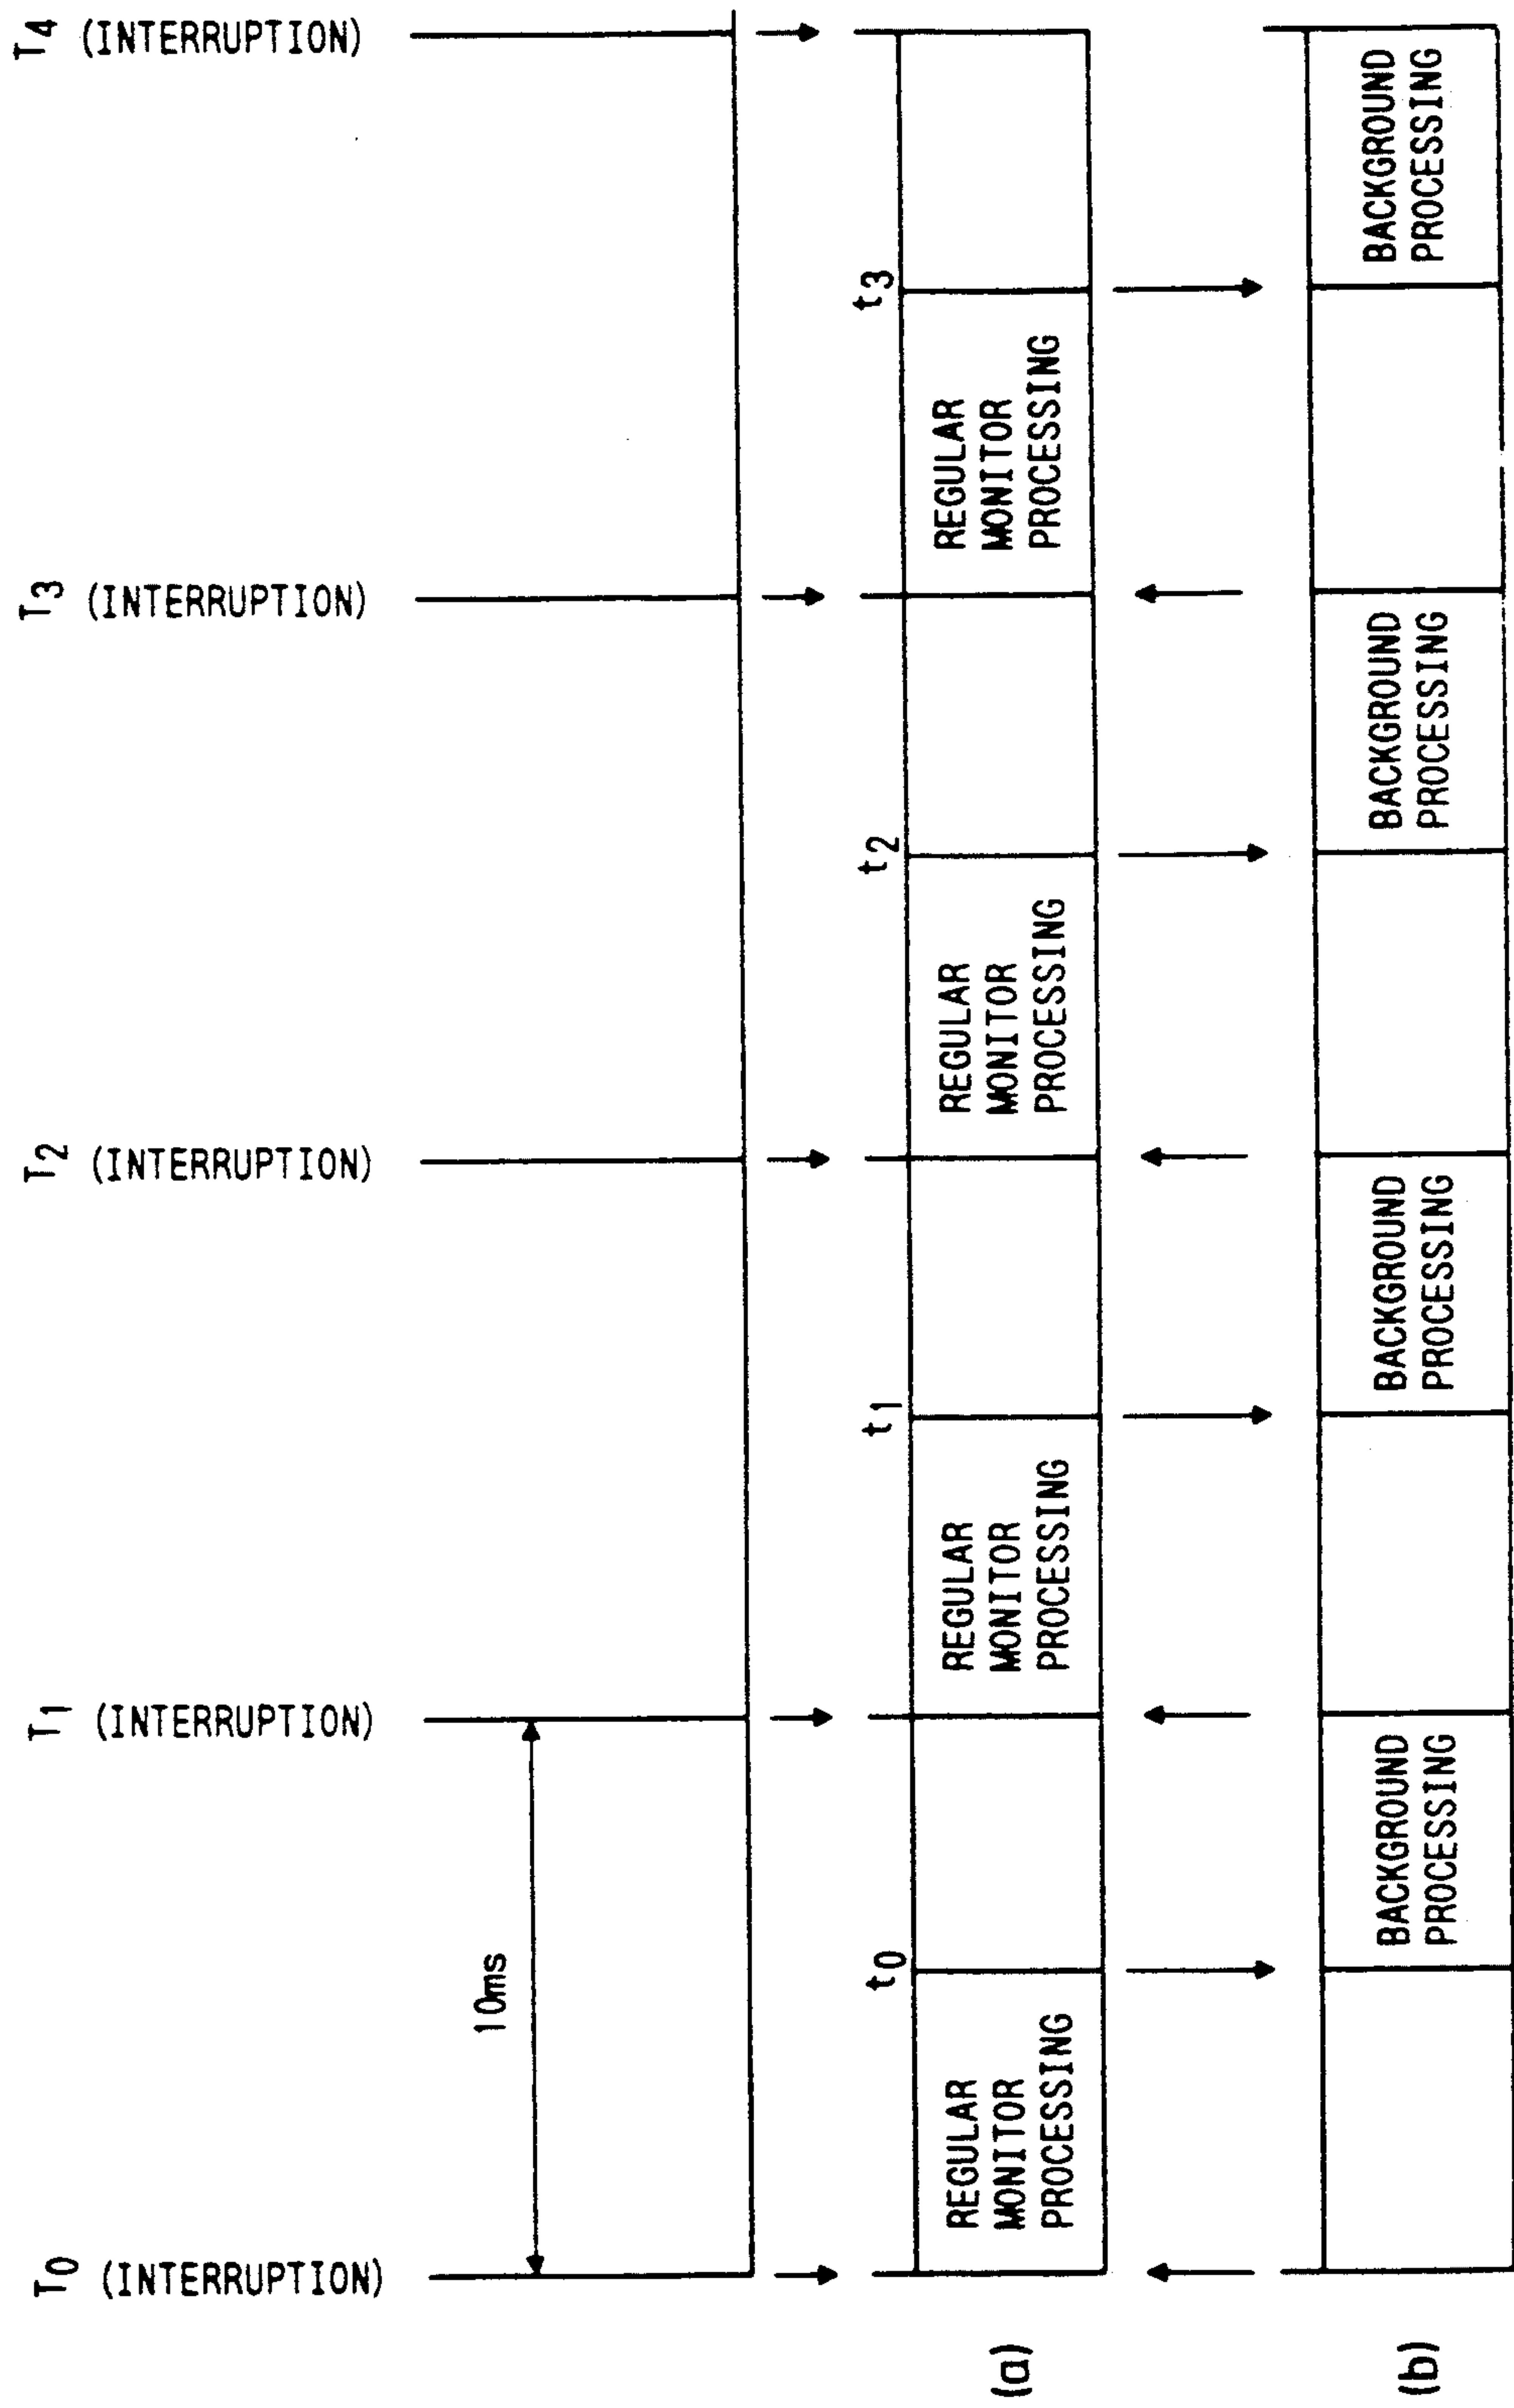 T0 (INTERRUPTION)
T1 (INTERRUPTION)
T2 (INTERRUPTION)
T3 (INTERRUPTION)
T4 (INTERRUPTION)
10ms
t0
t1
t2
t3
(a)
REGULAR
MONITOR
PROCESSING
REGULAR
MONITOR
PROCESSING
REGULAR
MONITOR
PROCESSING
REGULAR
MONITOR
PROCESSING
(b)
BACKGROUND
PROCESSING
BACKGROUND
PROCESSING
BACKGROUND
PROCESSING
BACKGROUND
PROCESSING